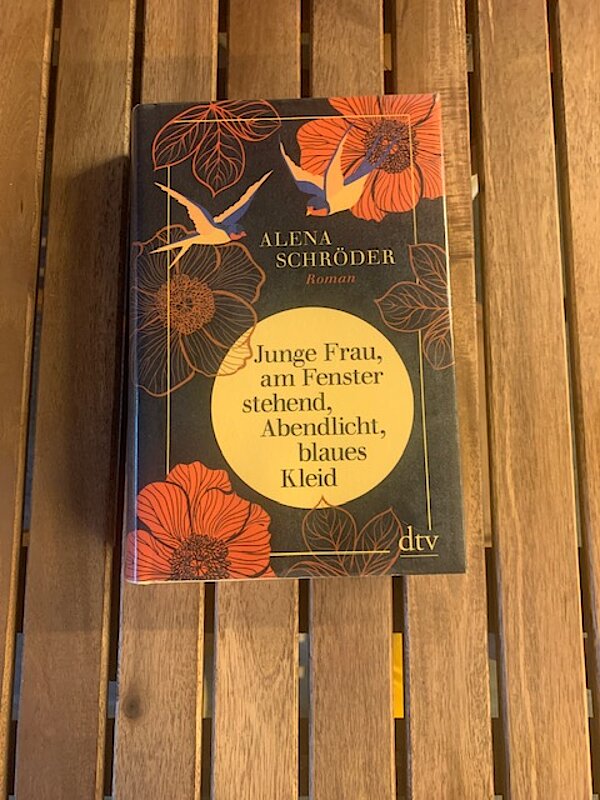 ALENA
SCHRÖDER
Roman
Junge Frau,
am Fenster
stehend,
Abendlicht,
blaues
Kleid
dtv